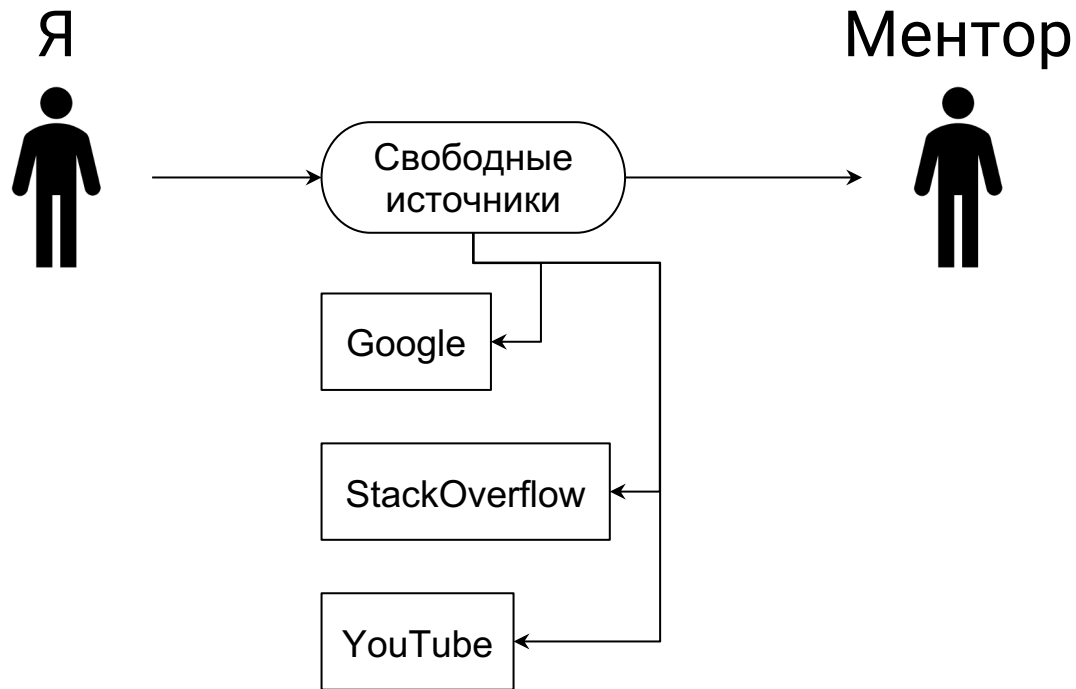 Я
Ментор
Свободные
источники
Google
StackOverflow
YouTube